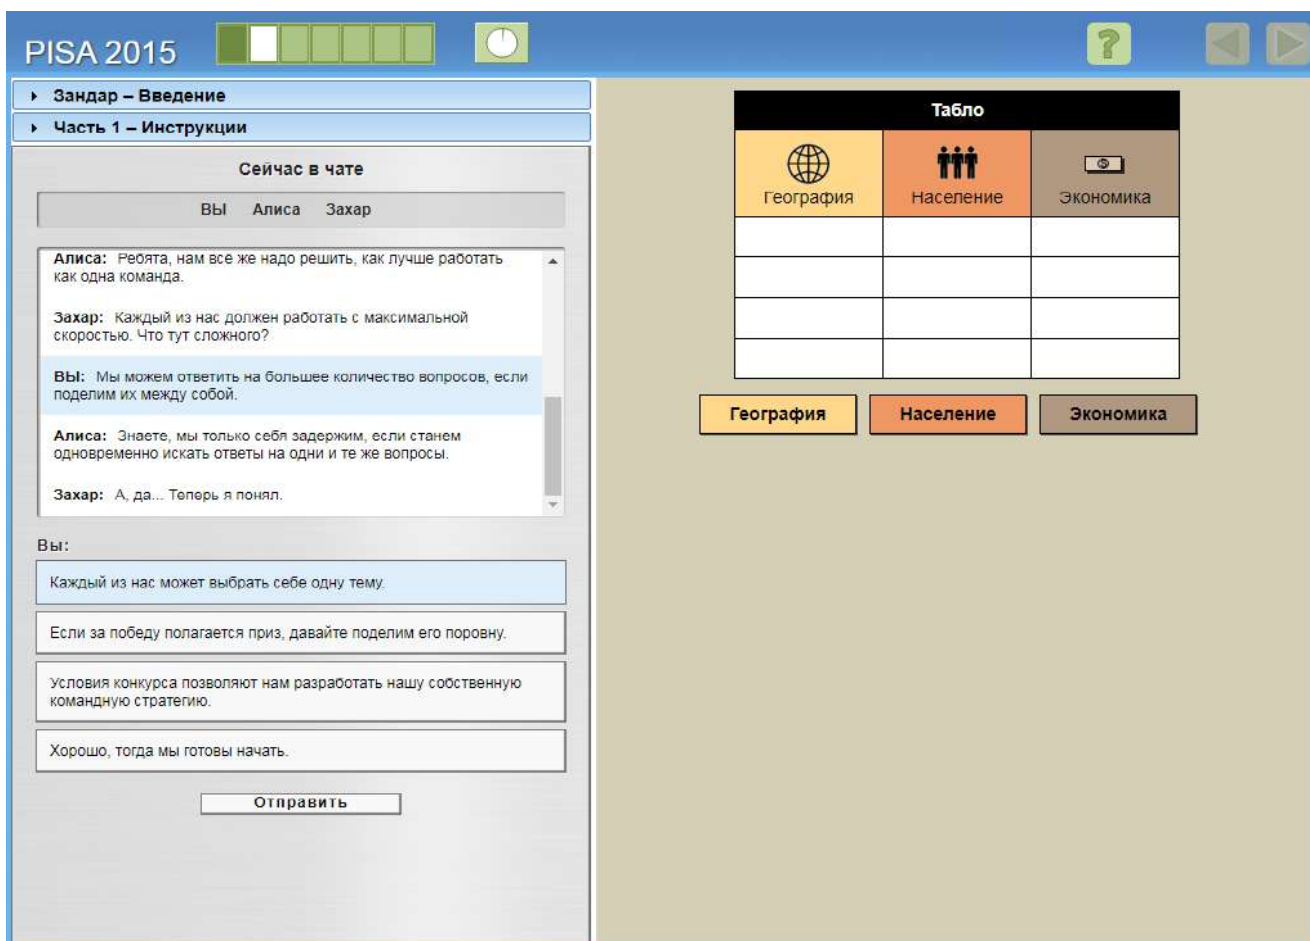 PISA 2015
?
Зандар – Введение
Часть 1 – Инструкции
Сейчас в чате
ВЫ Алиса Захар
Алиса: Ребята, нам все же надо решить, как лучше работать
как одна команда.
Захар: Каждый из нас должен работать с максимальной
скоростью. Что тут сложного?
ВЫ: Мы можем ответить на большее количество вопросов, если
поделим их между собой.
Алиса: Знаете, мы только себя задержим, если станем
одновременно искать ответы на одни и те же вопросы.
Захар: А, да... Теперь я понял.
Вы:
Каждый из нас может выбрать себе одну тему.
Если за победу полагается приз, давайте поделим его поровну.
Условия конкурса позволяют нам разработать нашу собственную
командную стратегию.
Хорошо, тогда мы готовы начать.
Отправить
Табло
География Население Экономика
География Население Экономика